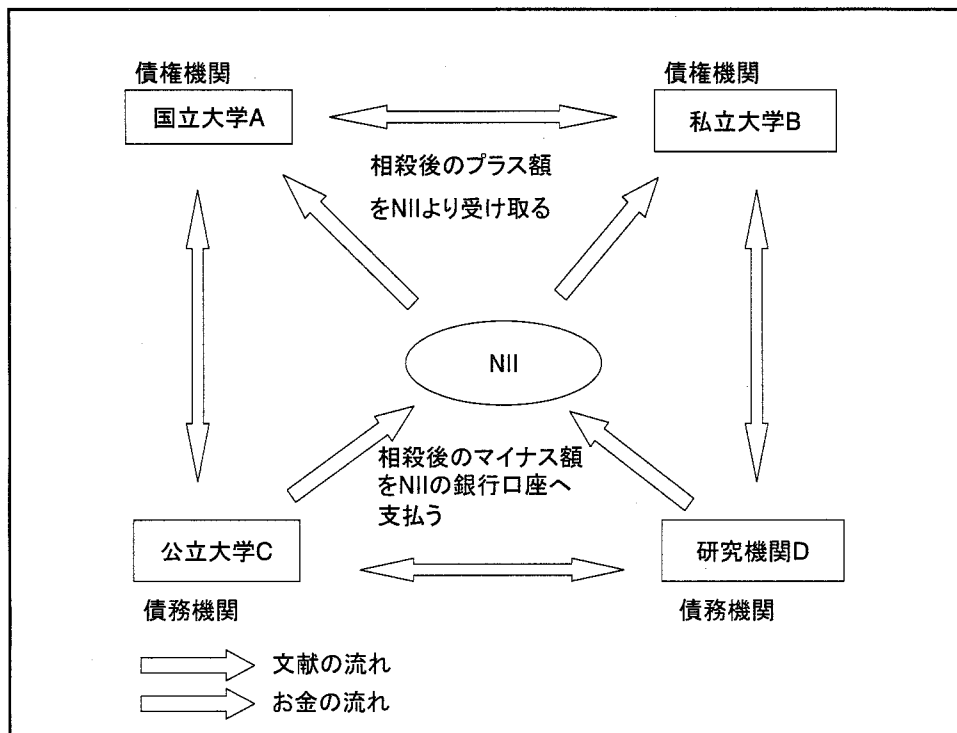 債権機関
国立大学A
債権機関
私立大学B
相殺後のプラス額
をNIIより受け取る
NII
相殺後のマイナス額
をNIIの銀行口座へ
支払う
公立大学C
債務機関
研究機関D
債務機関
文献の流れ
お金の流れ